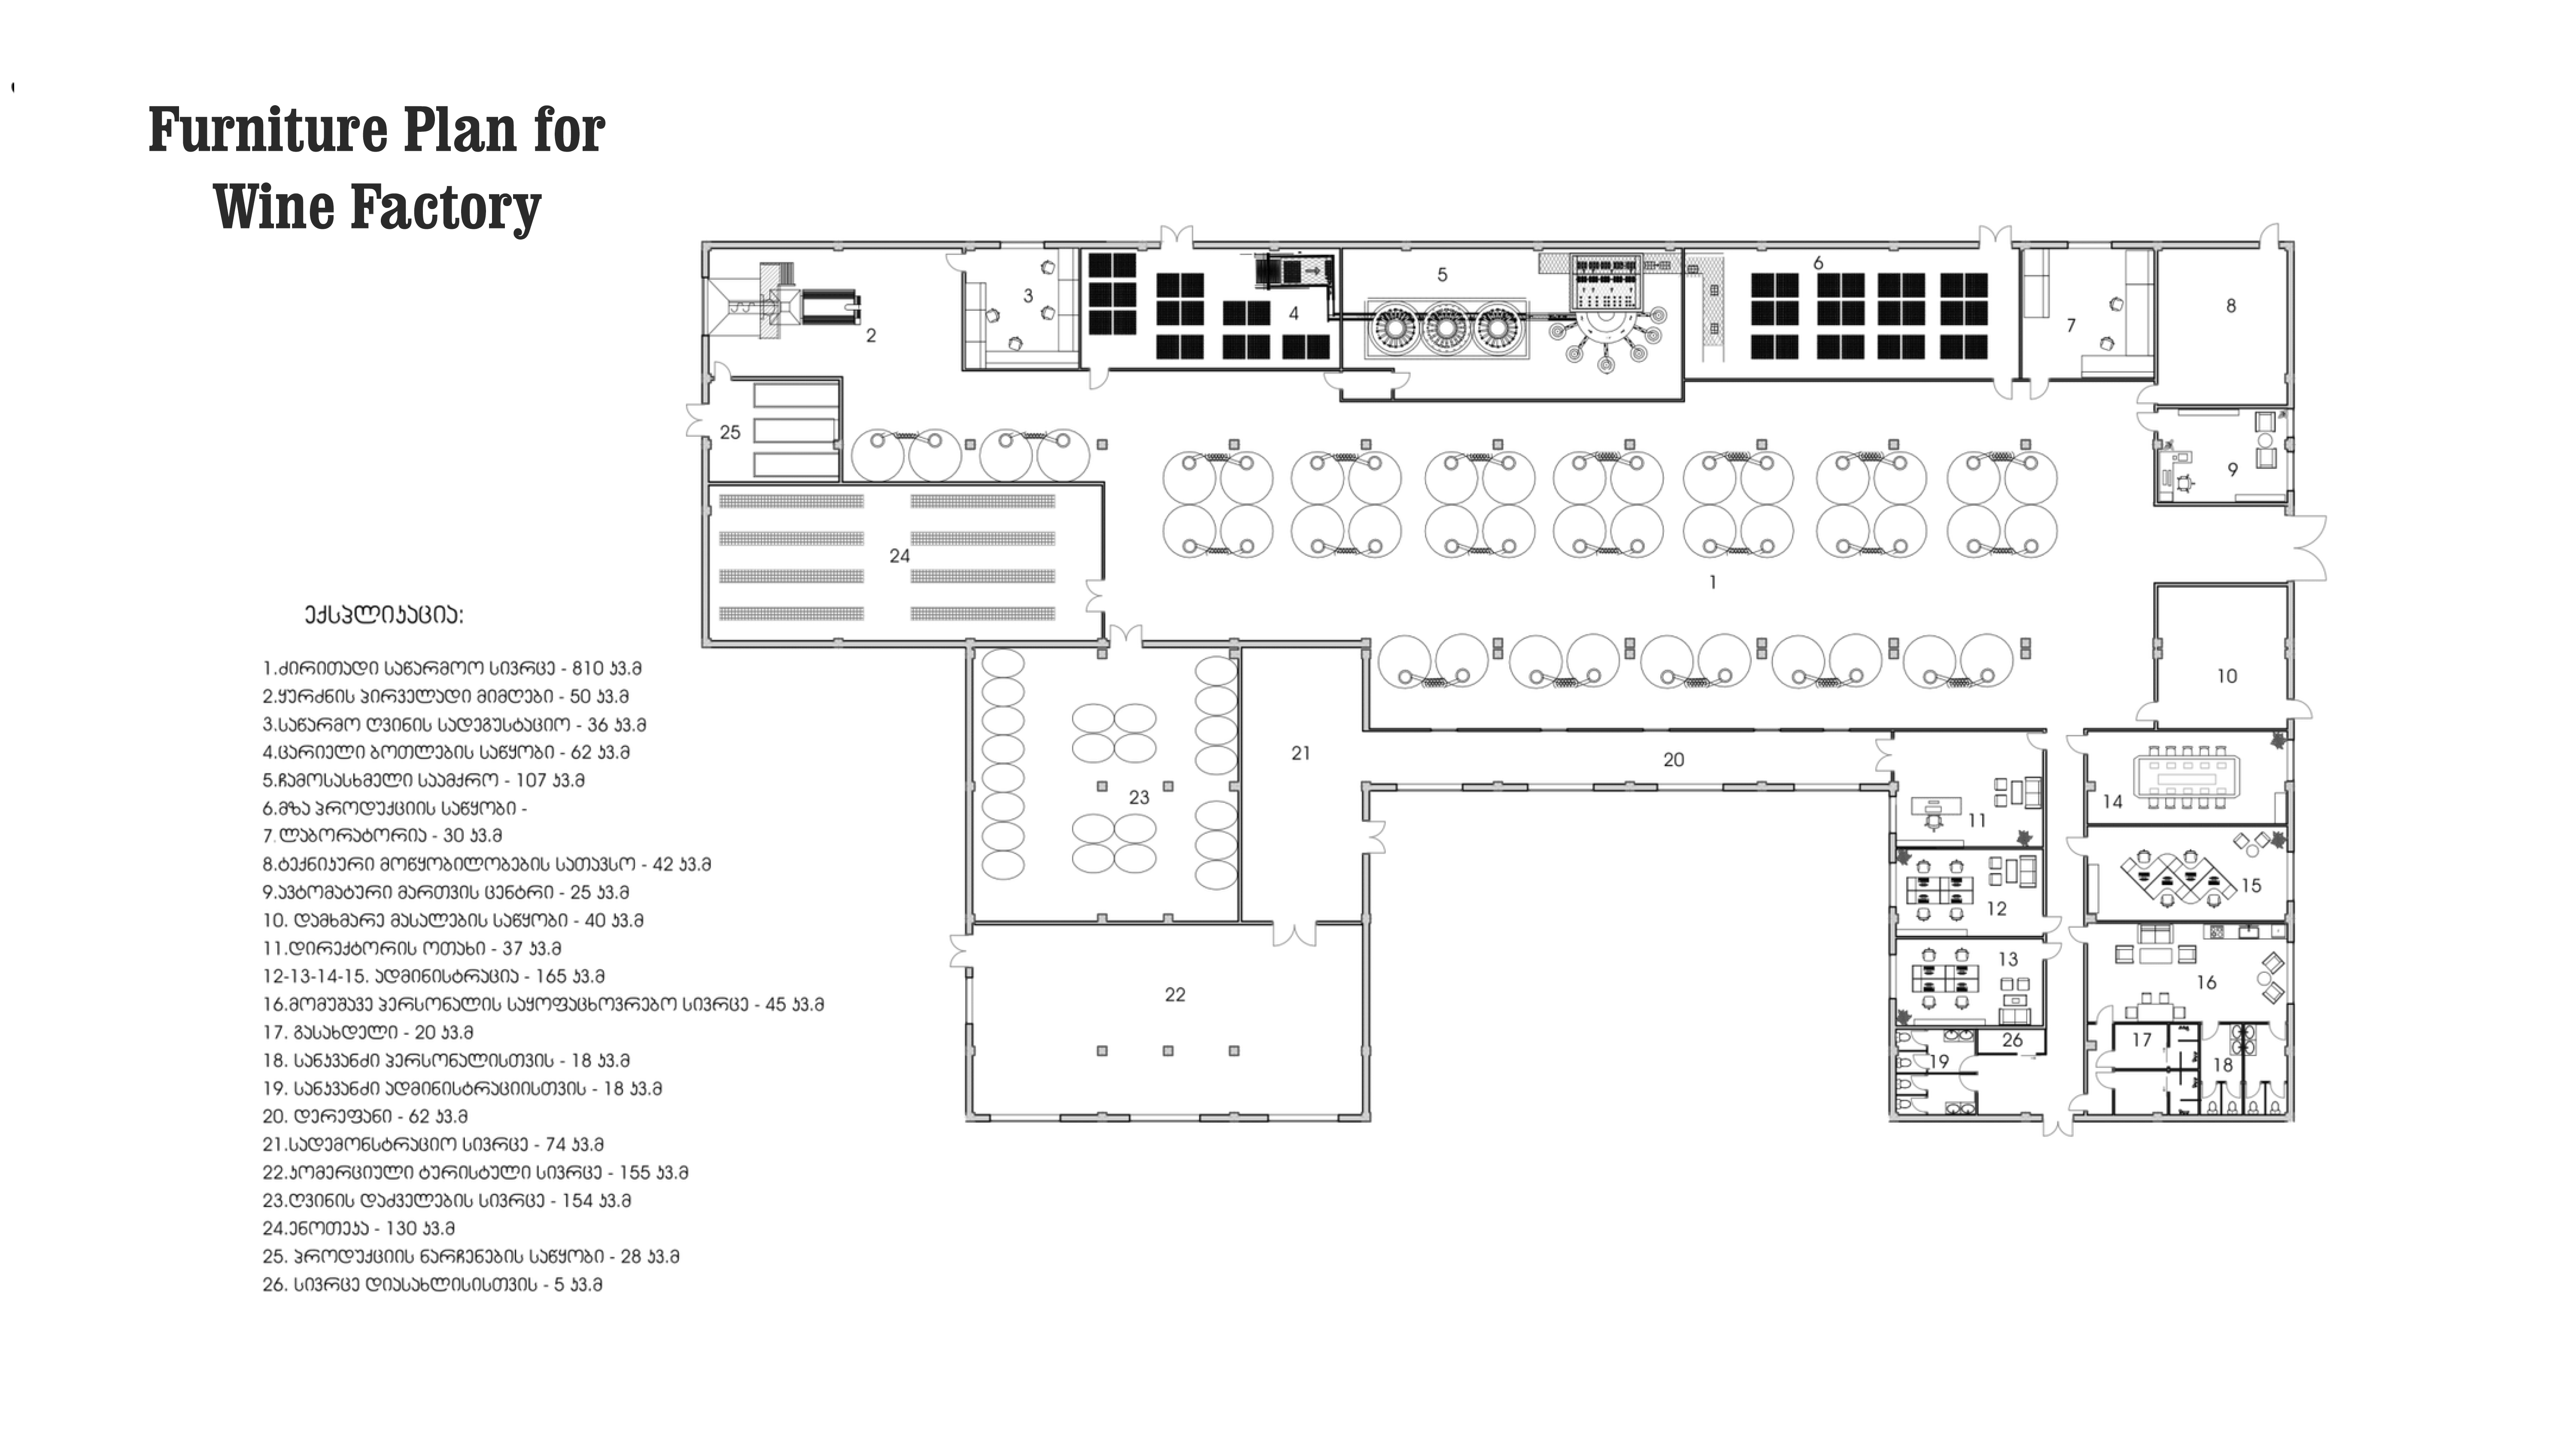 Furniture Plan for
Wine Factory
ექსპლიკაცია:
1.ძირითადი საწარმოო სივრცე - 810 კვ.მ
2.ყურძნის პირველადი მიმღები - 50 კვ.მ
3.საწარმო ღვინის სადეგუსტაციო - 36 კვ.მ
4.ცარიელი ბოთლების საწყობი - 62 კვ.მ
5.ჩამოსასხმელი საამქრო - 107 კვ.მ
6.მზა პროდუქციის საწყობი -
7.ლაბორატორია - 30 კვ.მ
8.ტექნიკური მოწყობილობების სათავსო - 42 კვ.მ
9.ავტომატური მართვის ცენტრი - 25 კვ.მ
10. დამხმარე მასალების საწყობი - 40 კვ.მ
11.დირექტორის ოთახი - 37 კვ.მ
12-13-14-15. ადმინისტრაცია - 165 კვ.მ
16.მომუშავე პერსონალის საყოფაცხოვრებო სივრცე - 45 კვ.მ
17. გასახდელი - 20 კვ.მ
18. სანკვანძი პერსონალისთვის - 18 კვ.მ
19. სანკვანძი ადმინისტრაციისთვის - 18 კვ.მ
20. დერეფანი - 62 კვ.მ
21.სადემონსტრაციო სივრცე - 74 კვ.მ
22.კომერციული ტურისტული სივრცე - 155 კვ.მ
23.ღვინის დაძველების სივრცე - 154 კვ.მ
24.ენოთეკა - 130 კვ.მ
25. პროდუქციის ნარჩენების საწყობი - 28 კვ.მ
26. სივრცე დიასახლისისთვის - 5 კვ.მ
1
2
3
4
5
6
7
8
9
10
11
12
13
14
15
16
17
18
19
20
21
22
23
24
25
26